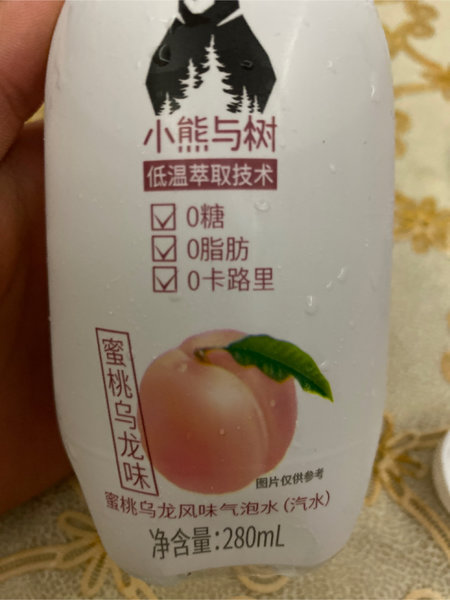 小熊与树
低温萃取技术
0糖
0脂肪
0卡路里
蜜桃乌龙味
图片仅供参考
蜜桃乌龙风味气泡水(汽水)
净含量:280mL